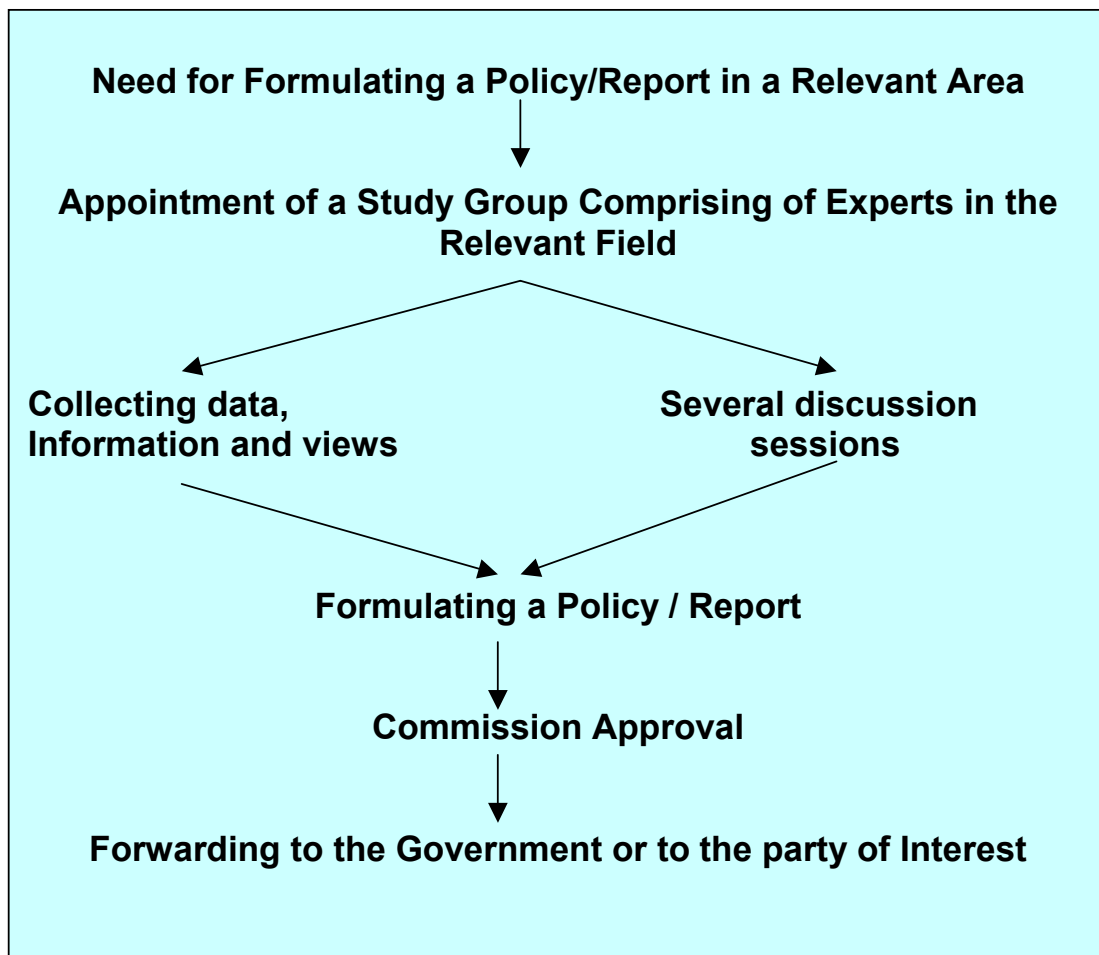 Need for Formulating a Policy/Report in a Relevant Area
Appointment of a Study Group Comprising of Experts in the
Relevant Field
Collecting data,
Information and views
Several discussion
sessions
Formulating a Policy / Report
Commission Approval
Forwarding to the Government or to the party of Interest